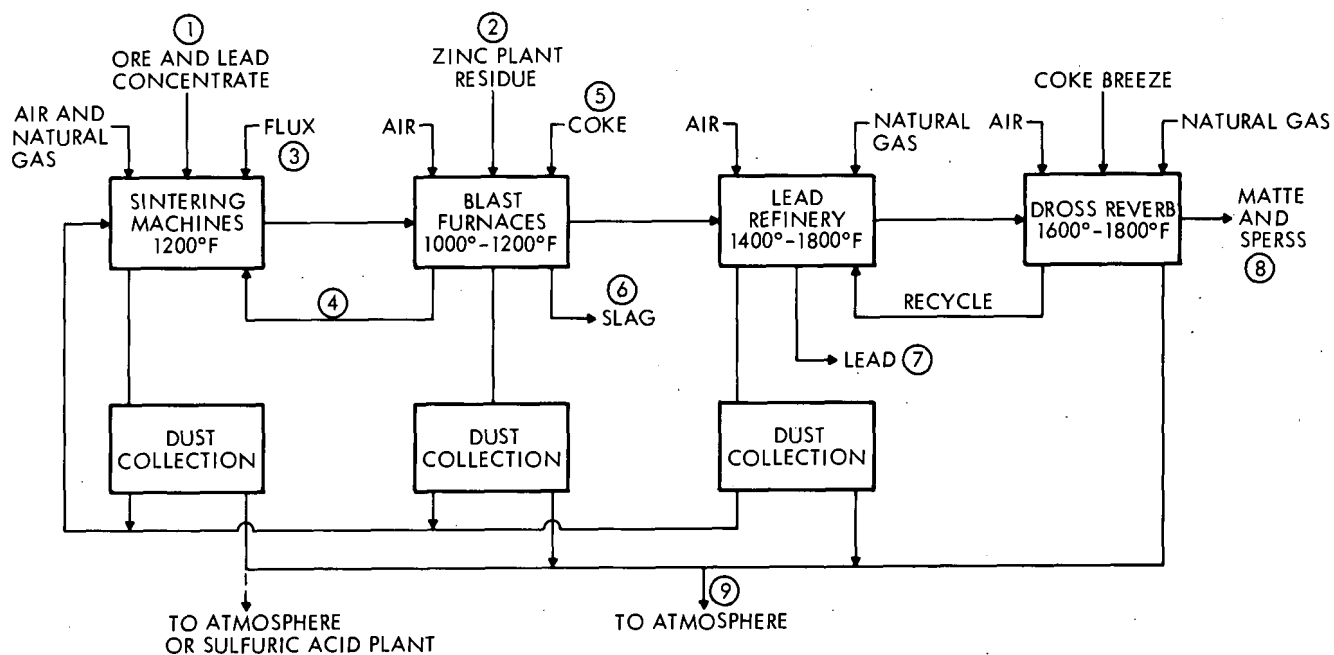 ①
ORE AND LEAD
CONCENTRATE
②
ZINC PLANT
RESIDUE
COKE BREEZE
AIR AND
NATURAL
GAS
FLUX
③
AIR
⑤
COKE
AIR
NATURAL
GAS
AIR
NATURAL GAS
SINTERING
MACHINES
1200°F
BLAST
FURNACES
1000°-1200°F
LEAD
REFINERY
1400°-1800°F
DROSS REVERB
1600°-1800°F
MATTE
AND
SPERSS
⑧
④
⑥
SLAG
RECYCLE
LEAD ⑦
DUST
COLLECTION
DUST
COLLECTION
DUST
COLLECTION
TO ATMOSPHERE
OR SULFURIC ACID PLANT
⑨
TO ATMOSPHERE